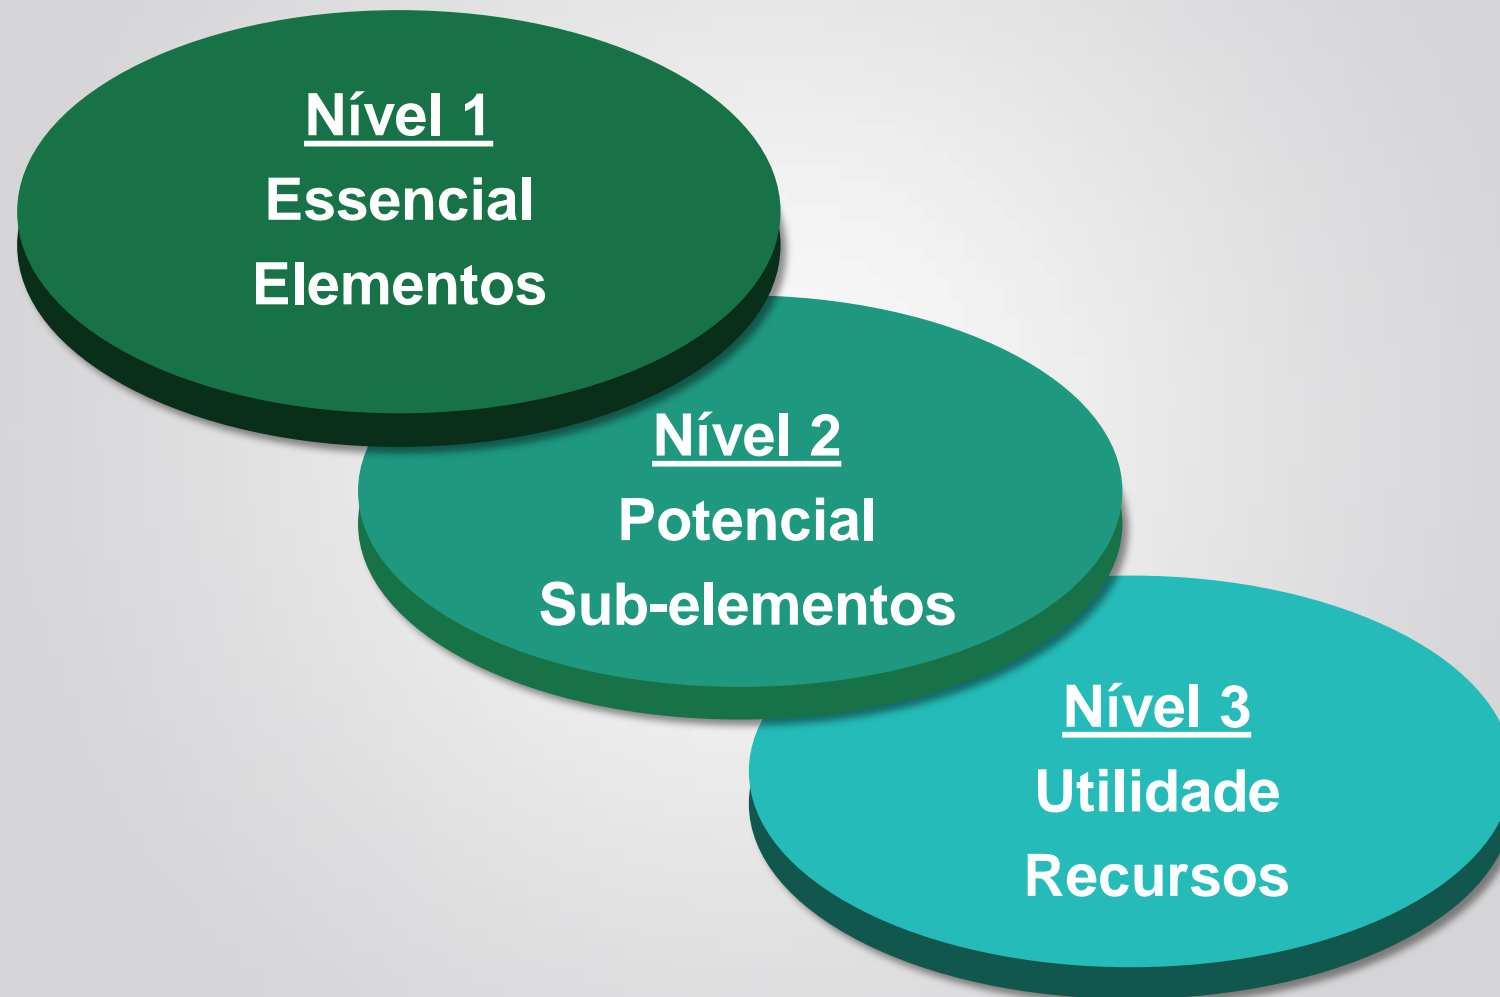 Nível 1
Essencial
Elementos
Nível 2
Potencial
Sub-elementos
Nível 3
Utilidade
Recursos